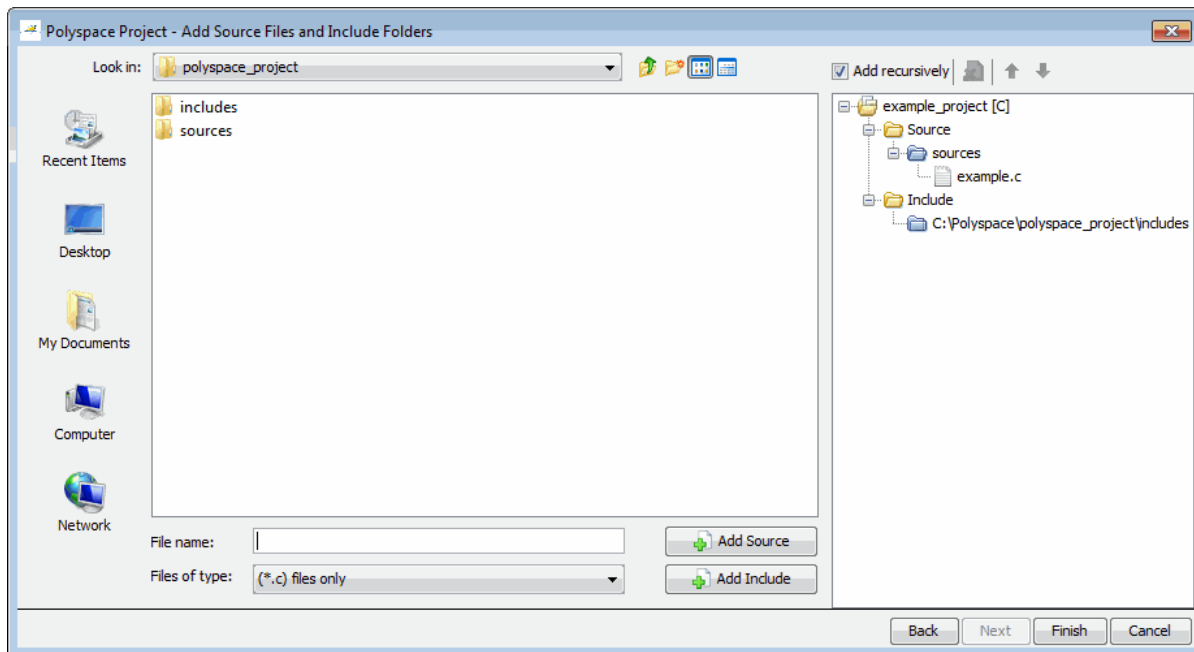 Polyspace Project - Add Source Files and Include Folders
Look in:
polyspace_project
Add recursively
includes
sources
Recent Items
Desktop
My Documents
Computer
Network
example_project [C]
Source
sources
example.c
Include
C:\Polyspace\polyspace_project\includes
File name:
Add Source
Files of type:
(*.c) files only
Add Include
Back
Next
Finish
Cancel